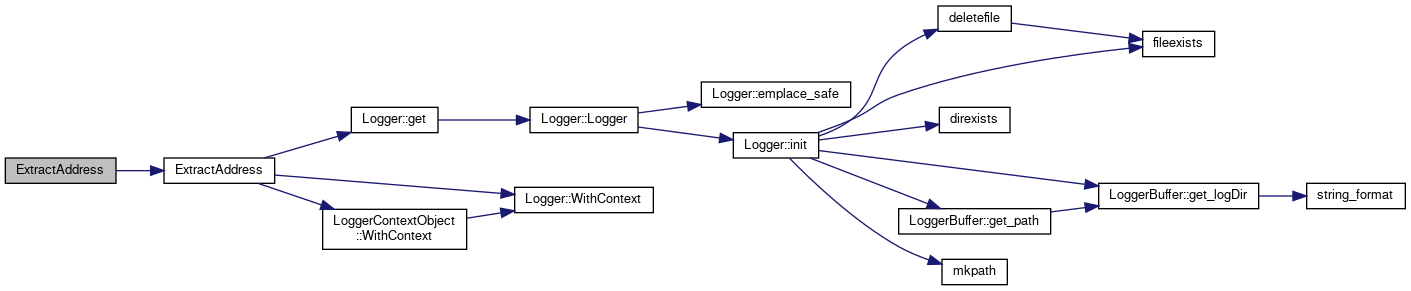 ExtractAddress
ExtractAddress
Logger::get
LoggerContextObject
::WithContext
Logger::WithContext
Logger::Logger
Logger::emplace_safe
Logger::init
deletefile
fileexists
direxists
LoggerBuffer::get_logDir
string_format
LoggerBuffer::get_path
mkpath